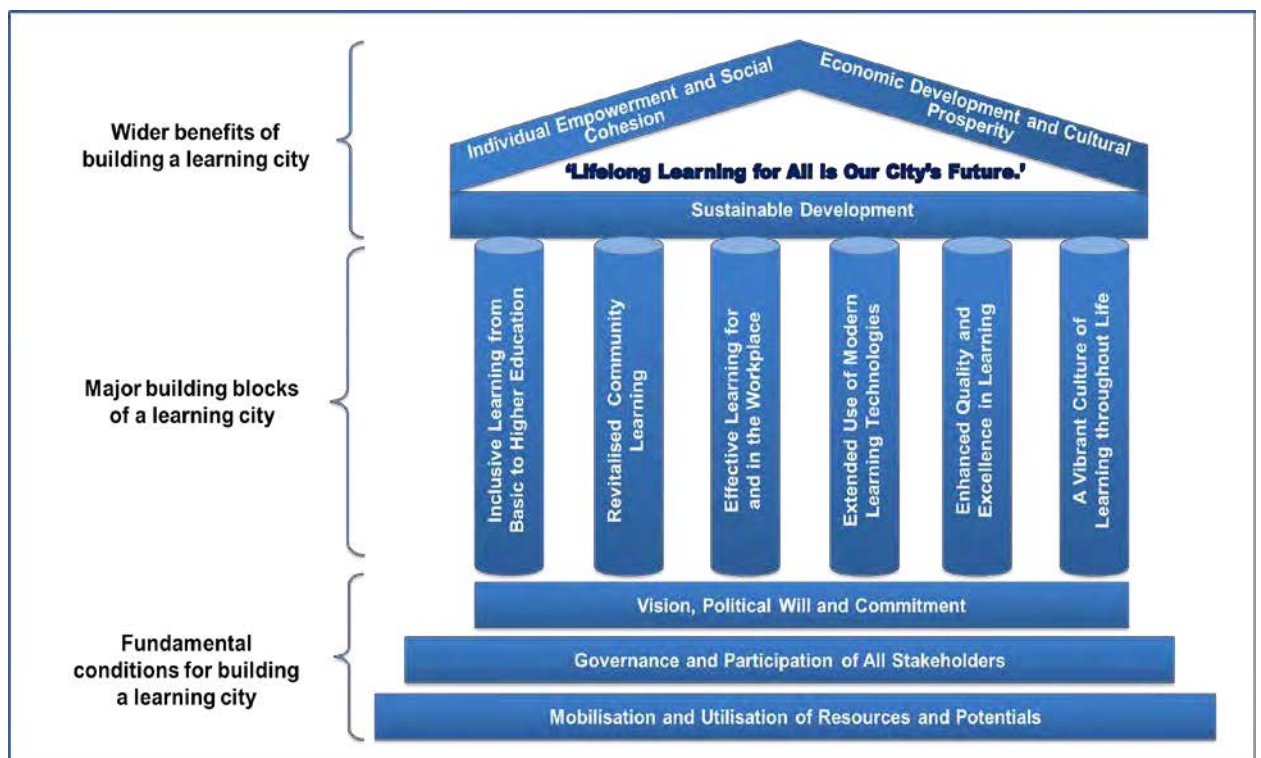 Wider benefits of
building a learning city
Individual Empowerment and Social
Cohesion
Economic Development and Cultural
Prosperity
‘Lifelong Learning for All Is Our City’s Future.’
Sustainable Development
Major building blocks
of a learning city
Inclusive Learning from
Basic to Higher Education
Revitalised Community
Learning
Effective Learning for
and in the Workplace
Extended Use of Modern
Learning Technologies
Enhanced Quality and
Excellence in Learning
A Vibrant Culture of
Learning throughout Life
Fundamental
conditions for building
a learning city
Vision, Political Will and Commitment
Governance and Participation of All Stakeholders
Mobilisation and Utilisation of Resources and Potentials